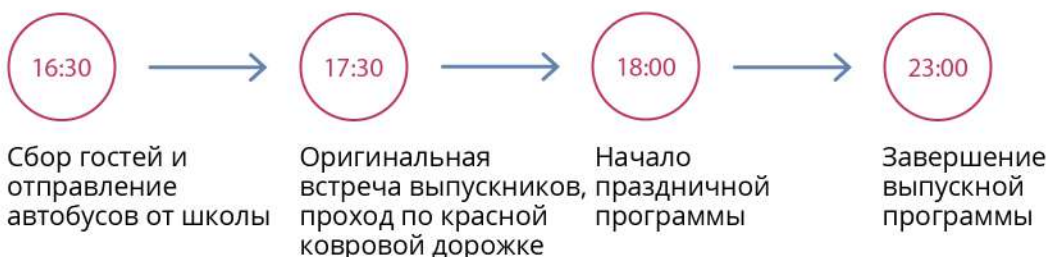 16:30
Сбор гостей и
отправление
автобусов от школы
17:30
Оригинальная
встреча выпускников,
проход по красной
ковровой дорожке
18:00
Начало
праздничной
программы
23:00
Завершение
выпускной
программы